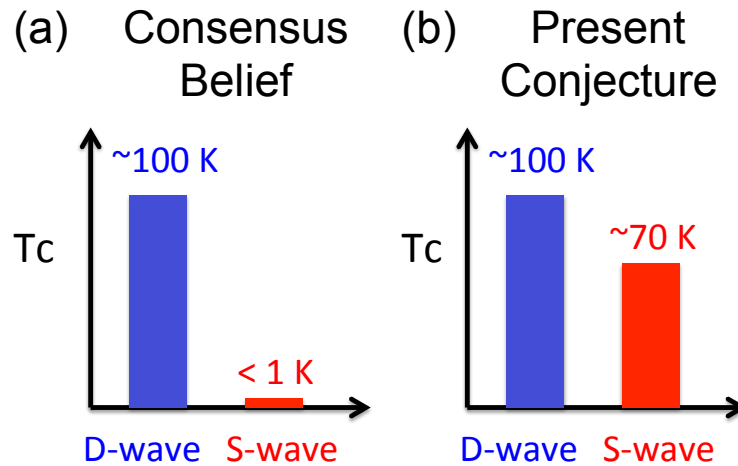 (a) Consensus
Belief
~100 K
Tc
< 1 K
D-wave S-wave
(b) Present
Conjecture
~100 K
~70 K
Tc
D-wave S-wave